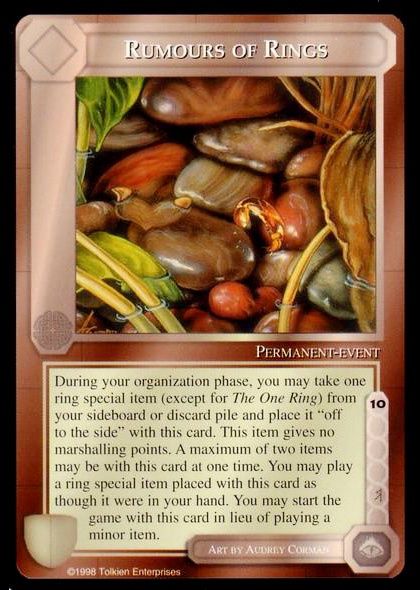 RUMOURS OF RINGS
PERMANENT-EVENT
During your organization phase, you may take one
ring special item (except for The One Ring) from
your sideboard or discard pile and place it “off
to the side” with this card. This item gives no
marshalling points. A maximum of two items
may be with this card at one time. You may play
a ring special item placed with this card as
though it were in your hand. You may start the
game with this card in lieu of playing a
minor item.
10
ART BY AUDREY CORMAN
©1998 Tolkien Enterprises